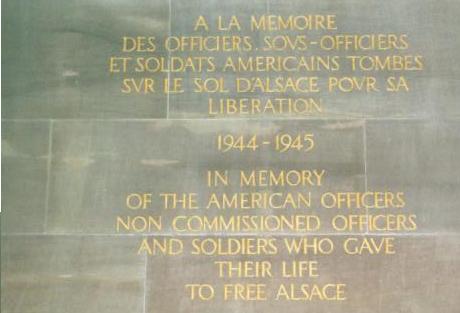 A LA MEMOIRE
DES OFFICIERS, SOVS-OFFICIERS
ET SOLDATS AMERICAINS TOMBES
SVR LE SOL D'ALSACE POVR SA
LIBERATION
1944-1945
IN MEMORY
OF THE AMERICAN OFFICERS
NON COMMISSIONED OFFICERS
AND SOLDIERS WHO GAVE
THEIR LIFE
TO FREE ALSACE